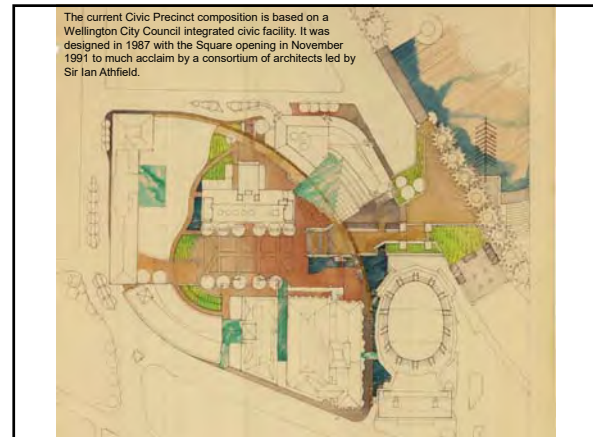 The current Civic Precinct composition is based on a
Wellington City Council integrated civic facility. It was
designed in 1987 with the Square opening in November
1991 to much acclaim by a consortium of architects led by
Sir Ian Athfield.